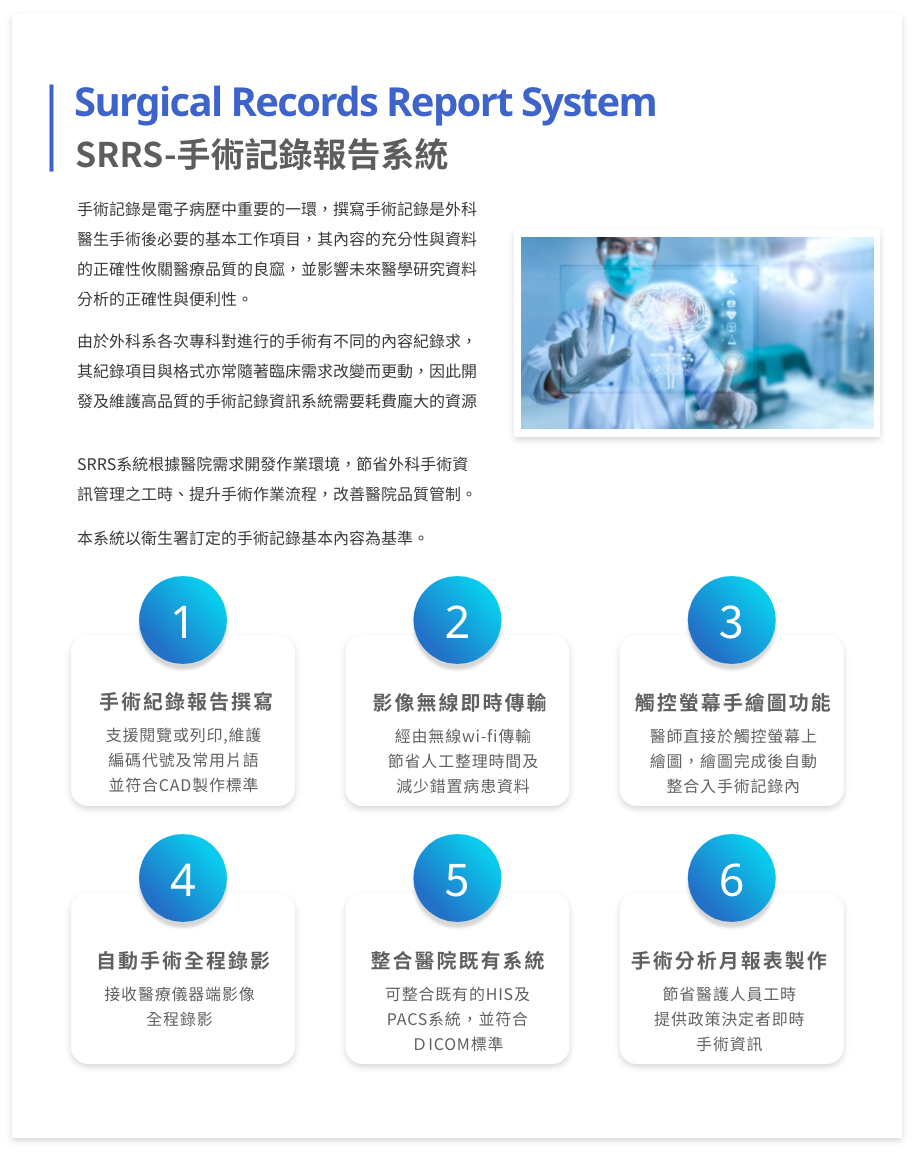 Surgical Records Report System
SRRS-手術記錄報告系統
手術記錄是電子病歷中重要的一環，撰寫手術記錄是外科
醫生手術後必要的基本工作項目，其內容的充分性與資料
的正確性攸關醫療品質的良窳，並影響未來醫學研究資料
分析的正確性與便利性。
由於外科系各次專科對進行的手術有不同的內容紀錄求，
其紀錄項目與格式亦常隨著臨床需求改變而更動，因此開
發及維護高品質的手術記錄資訊系統需要耗費龐大的資源
SRRS系統根據醫院需求開發作業環境，節省外科手術資
訊管理之工時、提升手術作業流程，改善醫院品質管制。
本系統以衛生署訂定的手術記錄基本內容為基準。
1
手術紀錄報告撰寫
支援閱覽或列印,維護
編碼代號及常用片語
並符合CAD製作標準
2
影像無線即時傳輸
經由無線wi-fi傳輸
節省人工整理時間及
減少錯置病患資料
3
觸控螢幕手繪圖功能
醫師直接於觸控螢幕上
繪圖，繪圖完成後自動
整合入手術記錄內
4
自動手術全程錄影
接收醫療儀器端影像
全程錄影
5
整合醫院既有系統
可整合既有的HIS及
PACS系統，並符合
ＤICOM標準
6
手術分析月報表製作
節省醫護人員工時
提供政策決定者即時
手術資訊